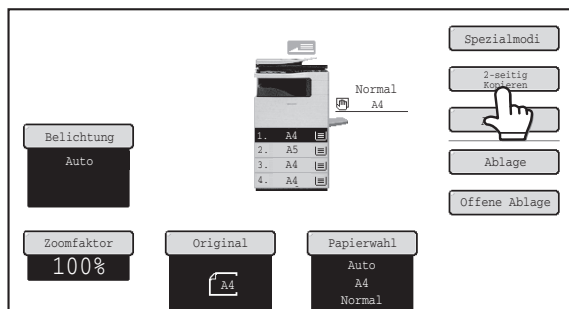 Spezialmodi
2-seitig
Kopieren
Normal
A4
1. A4
2. A5
3. A4
4. A4
Belichtung
Auto
Ablage
Offene Ablage
Zoomfaktor
100%
Original
A4
Papierwahl
Auto
A4
Normal